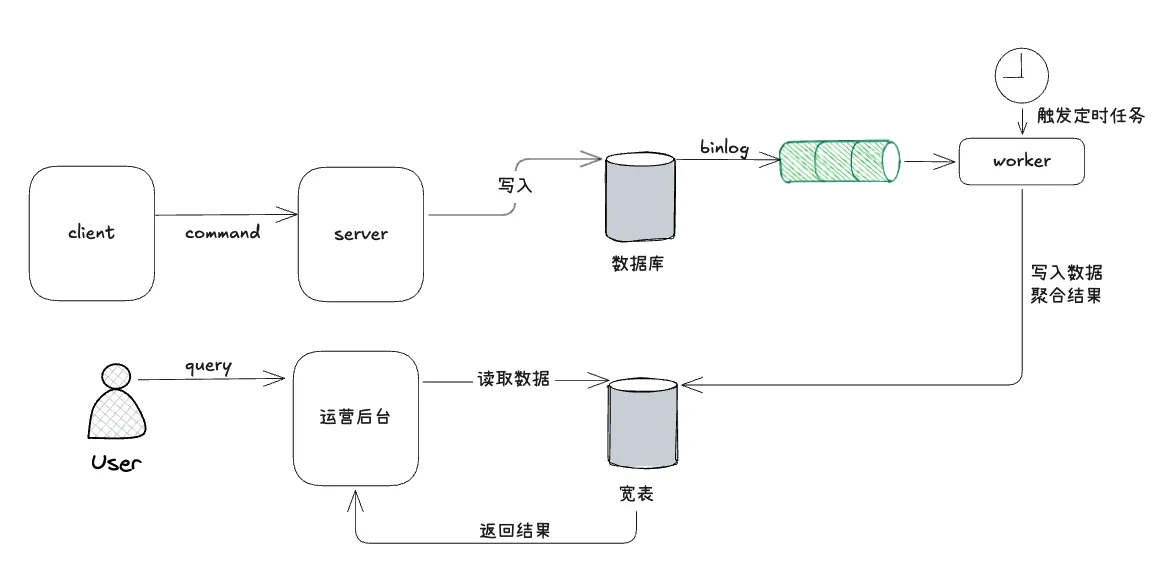 触发定时任务
binlog
worker
写入
client
command
server
数据库
写入数据
聚合结果
query
读取数据
运营后台
User
宽表
返回结果